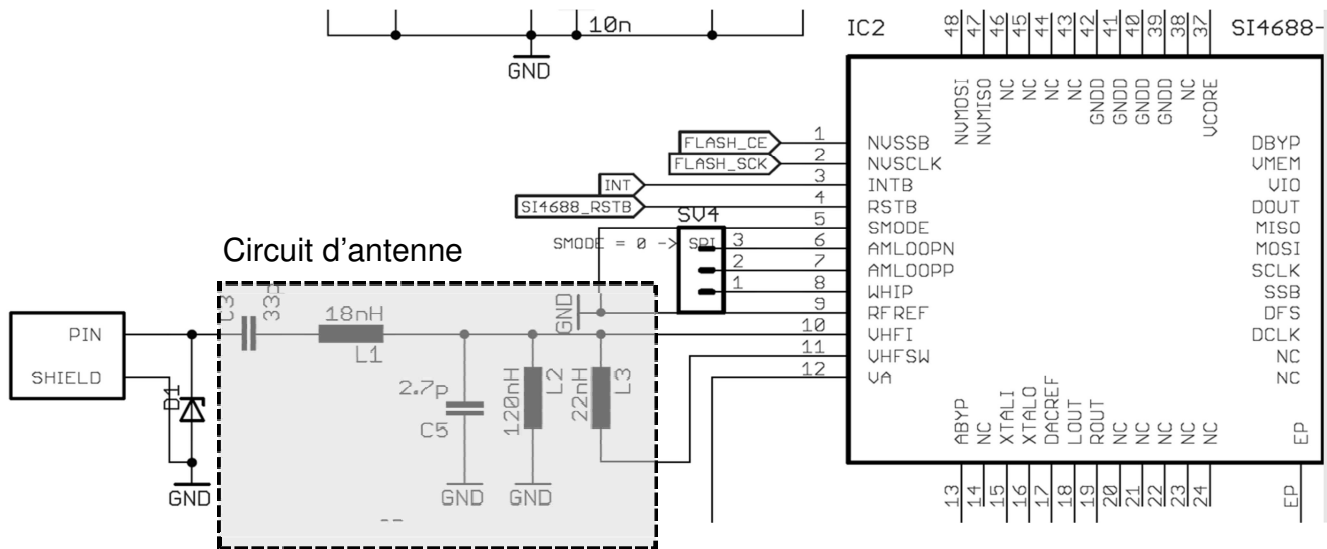 10n
GND
IC2
SI4688-
48
47
46
45
44
43
42
41
40
39
38
37
NVMOSI
NVMISO
NC
NC
NC
NC
GNDD
GNDD
GNDD
GNDD
NC
VCORE
FLASH_CE
1
NVSSB
DBYP
FLASH_SCK
2
NVSCLK
VMEM
INT
3
INTB
VIO
SI4688_RSTB
4
RSTB
DOUT
SV4
5
SMODE
MISO
SMODE = 0 -> SPI
3
6
AMLOOPN
MOSI
2
7
AMLOOPP
SCLK
1
8
WHIP
SSB
GND
9
RFREF
DFS
10
VHFI
DCLK
11
VHFSW
NC
12
VA
NC
Circuit d'antenne
C3
18nH
L1
PIN
SHIELD
D1
GND
2.7p
C5
GND
120nH
L2
GND
22nH
L3
ABYP
NC
XTALI
XTALO
DACREF
LOUT
ROUT
NC
NC
NC
NC
NC
EP
13
14
15
16
17
18
19
20
21
22
23
24
EP